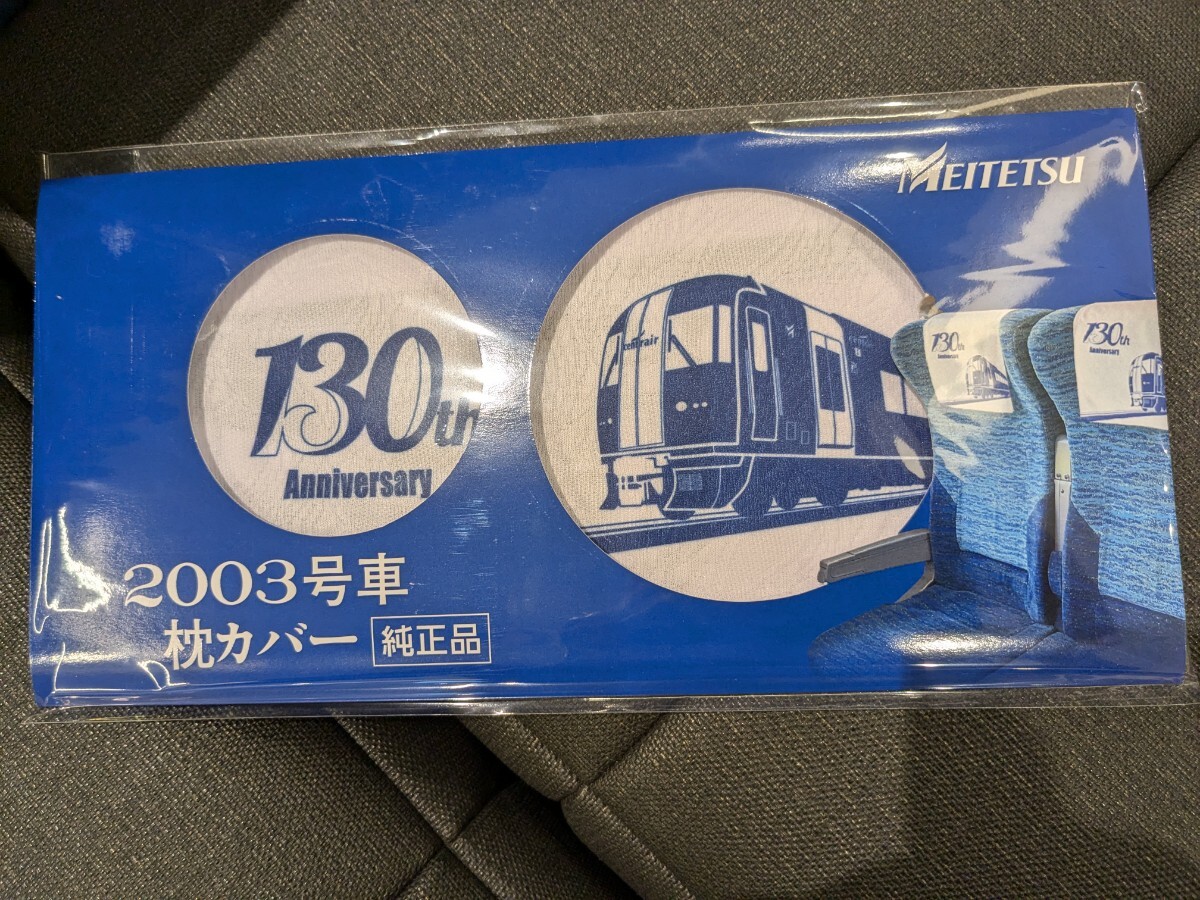 MEITETSU
130th
Anniversary
centrair
130th
Anniversary
130th
Anniversary
2003号車
枕カバー 純正品